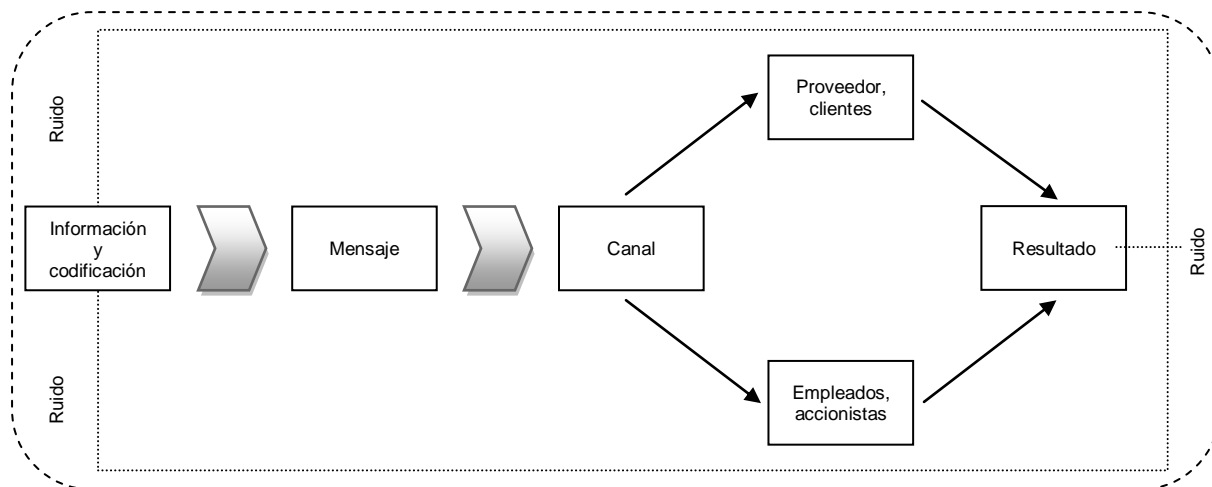 Ruido
Proveedor,
clientes
Información
y
codificación
Mensaje
Canal
Resultado
Ruido
Ruido
Empleados,
accionistas